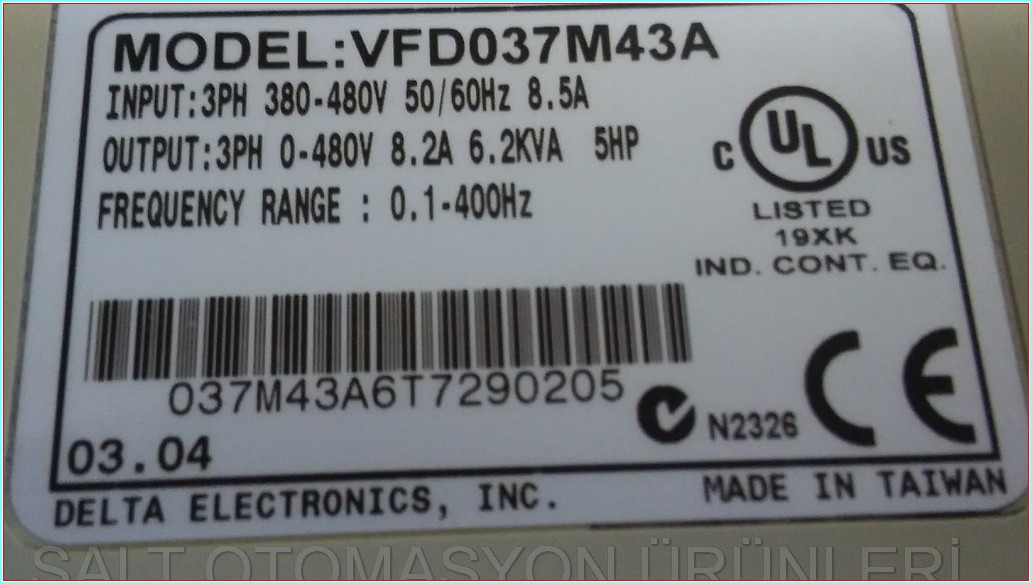 MODEL:VFD037M43A
INPUT:3PH 380-480V 50/60Hz 8.5A
OUTPUT:3PH 0-480V 8.2A 6.2KVA 5HP
FREQUENCY RANGE : 0.1-400Hz
C UL US
LISTED
19XK
IND. CONT. EQ.
037M43A6T7290205
N2326
CE
03.04
DELTA ELECTRONICS, INC.
MADE IN TAIWAN
SALT OTOMASYON ÜRÜNLERİ